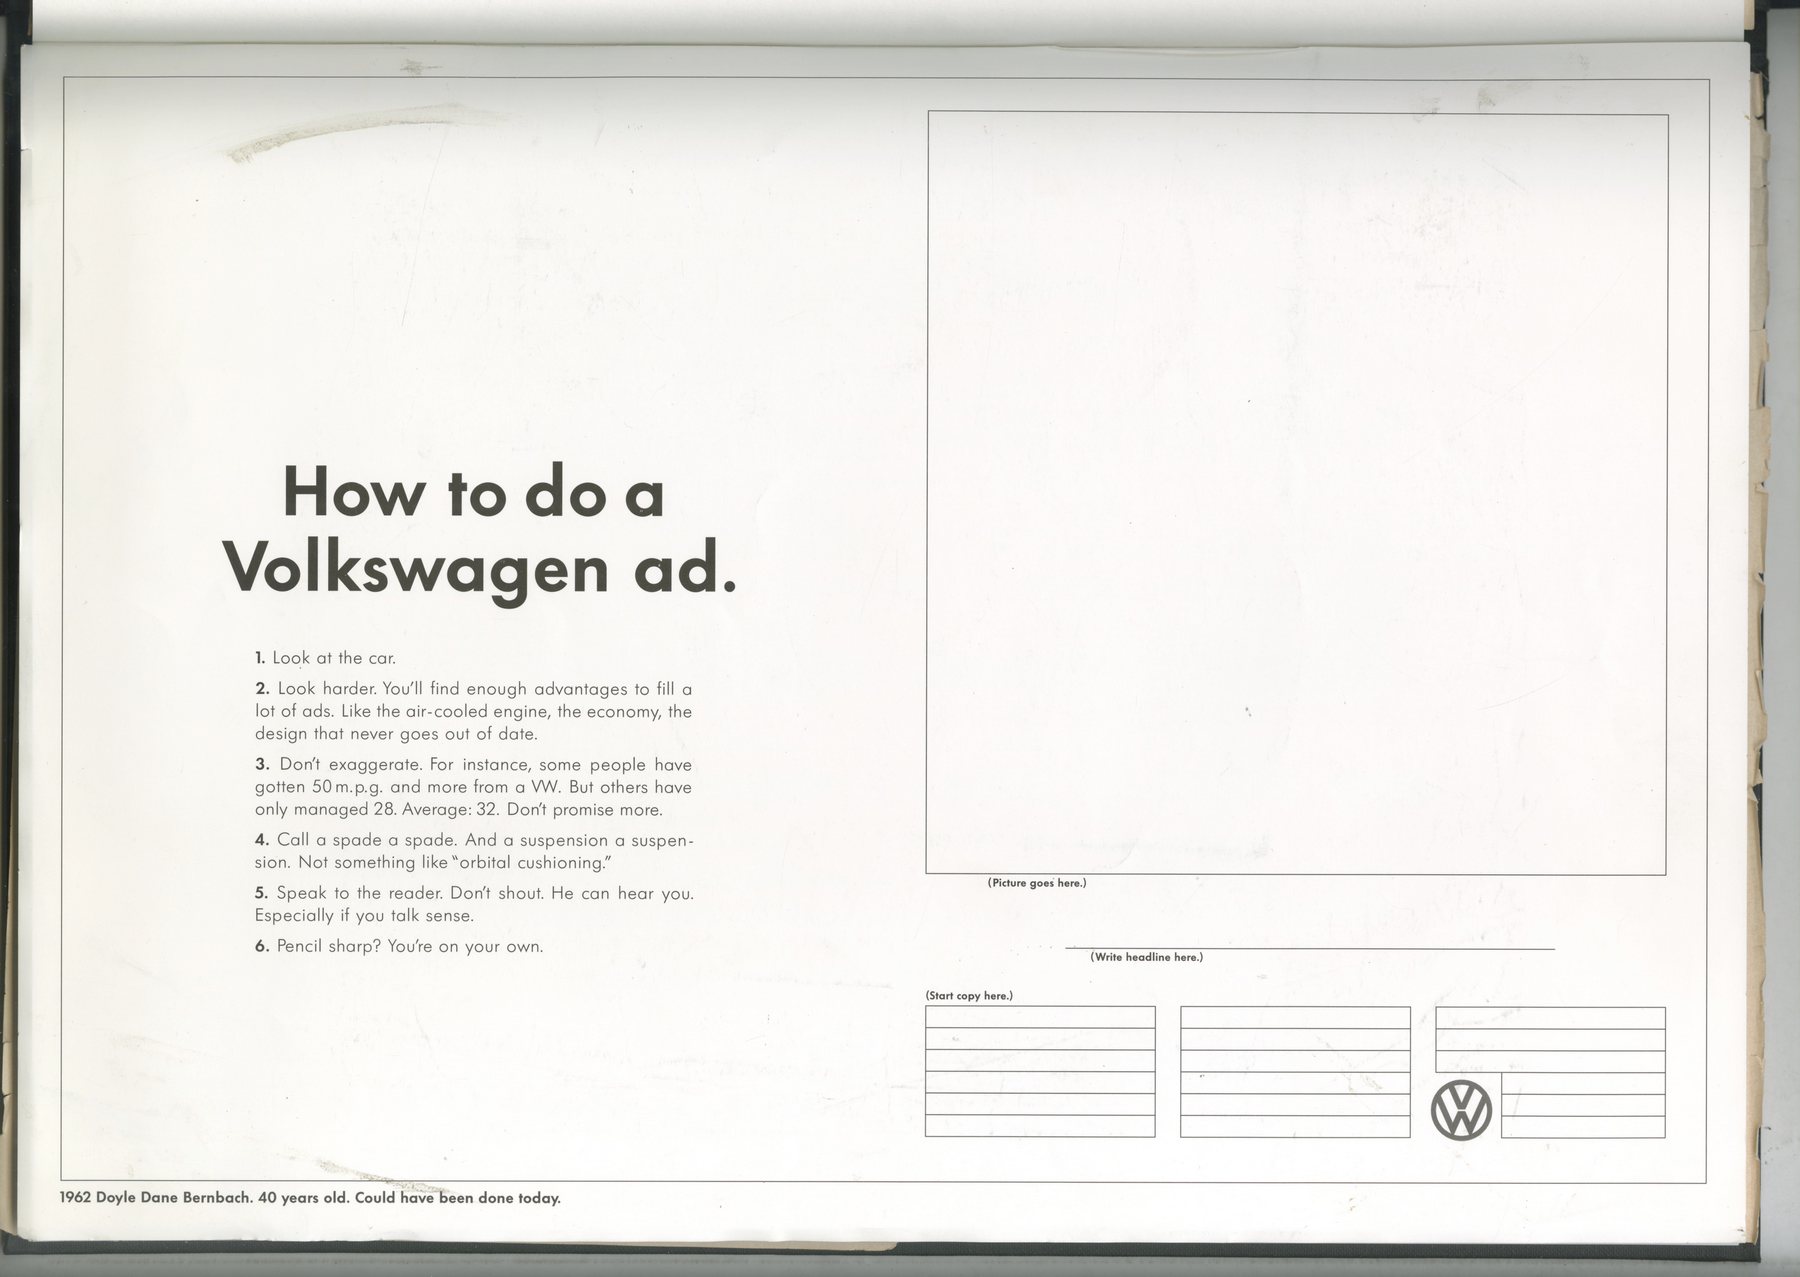 How to do a
Volkswagen ad.
1. Look at the car.
2. Look harder. You'll find enough advantages to fill a
lot of ads. Like the air-cooled engine, the economy, the
design that never goes out of date.
3. Don't exaggerate. For instance, some people have
gotten 50 m.p.g. and more from a VW. But others have
only managed 28. Average: 32. Don't promise more.
4. Call a spade a spade. And a suspension a suspen-
sion. Not something like “orbital cushioning.”
5. Speak to the reader. Don't shout. He can hear you.
Especially if you talk sense.
6. Pencil sharp? You're on your own.
(Picture goes here.)
(Write headline here.)
(Start copy here.)
VW
1962 Doyle Dane Bernbach. 40 years old. Could have been done today.